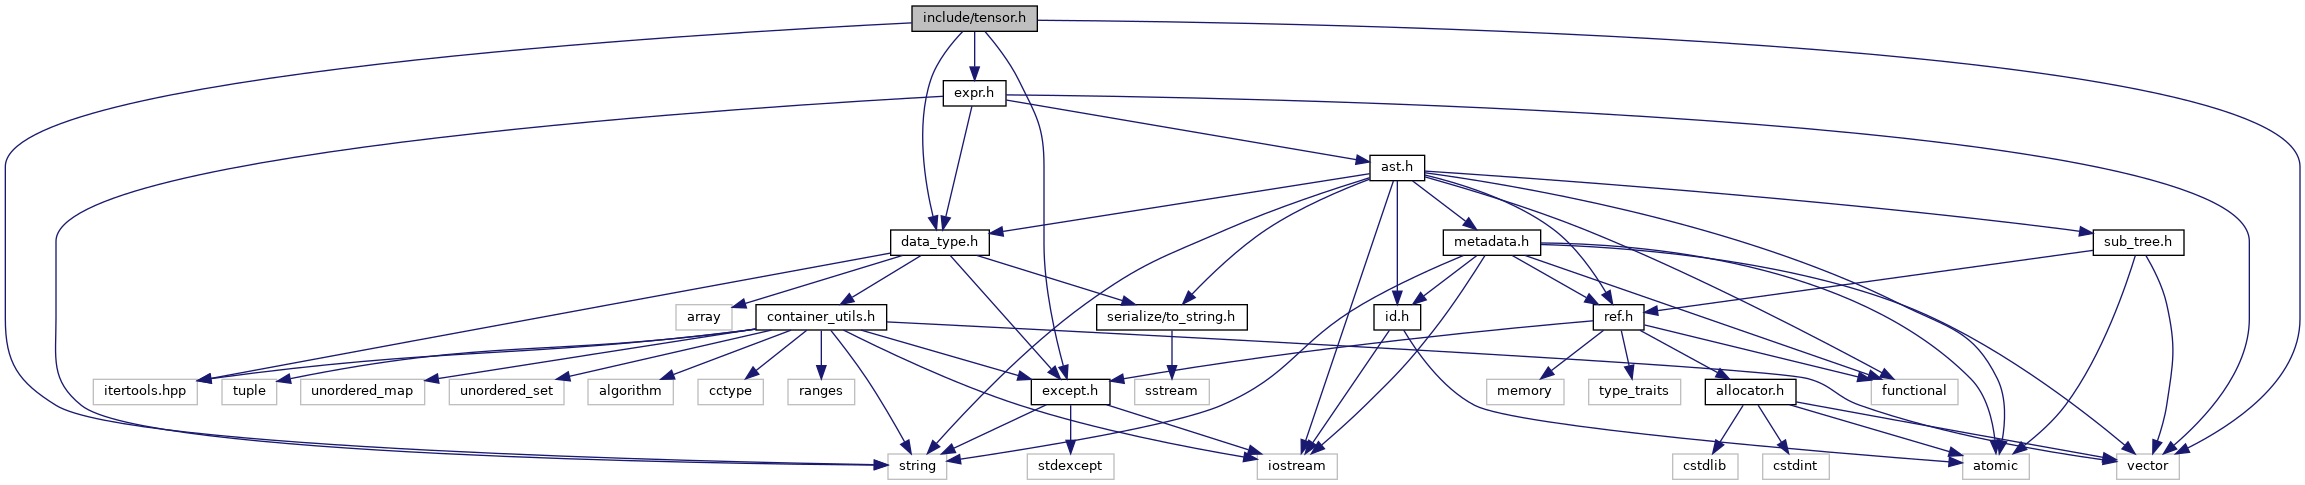 include/tensor.h
expr.h
ast.h
data_type.h
metadata.h
sub_tree.h
array
container_utils.h
serialize/to_string.h
id.h
ref.h
itertools.hpp
tuple
unordered_map
unordered_set
algorithm
cctype
ranges
except.h
sstream
memory
type_traits
allocator.h
functional
string
stdexcept
iostream
cstdlib
cstdint
atomic
vector